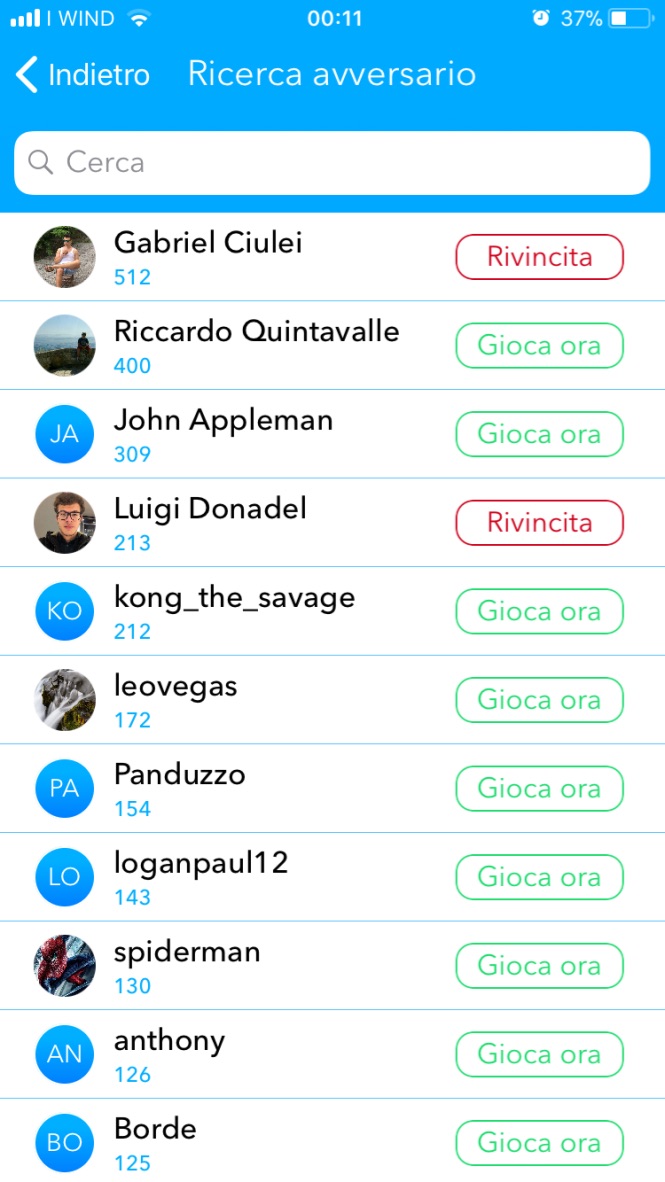 I WIND
00:11
37%
Indietro
Ricerca avversario
Cerca
Gabriel Ciulei
512
Rivincita
Riccardo Quintavalle
400
Gioca ora
JA
John Appleman
309
Gioca ora
Luigi Donadel
213
Rivincita
KO
kong_the_savage
212
Gioca ora
leovegas
172
Gioca ora
PA
Panduzzo
154
Gioca ora
LO
loganpaul12
143
Gioca ora
spiderman
130
Gioca ora
AN
anthony
126
Gioca ora
BO
Borde
125
Gioca ora